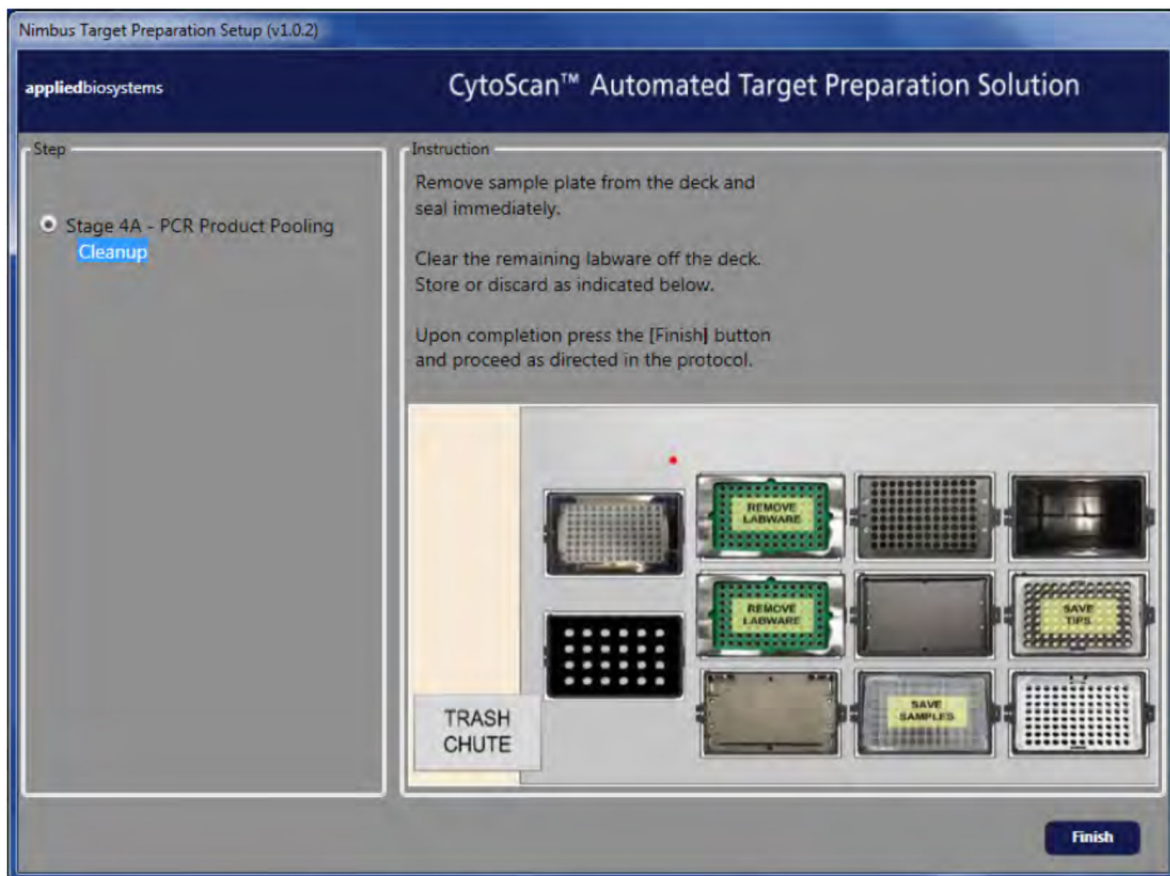 Nimbus Target Preparation Setup (v1.0.2)
appliedbiosystems
CytoScan™ Automated Target Preparation Solution
Step
Stage 4A - PCR Product Pooling
Cleanup
Instruction
Remove sample plate from the deck and
seal immediately.
Clear the remaining labware off the deck.
Store or discard as indicated below.
Upon completion press the [Finish] button
and proceed as directed in the protocol.
REMOVE
LABWARE
REMOVE
LABWARE
SAVE
TIPS
SAVE
SAMPLES
TRASH
CHUTE
Finish